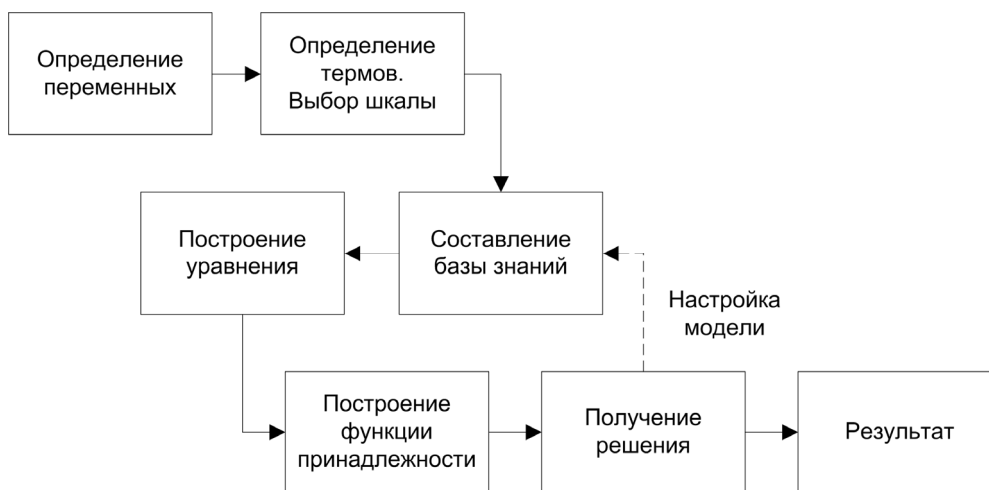 Определение
переменных
Определение
термов.
Выбор шкалы
Построение
уравнения
Составление
базы знаний
Настройка
модели
Построение
функции
принадлежности
Получение
решения
Результат